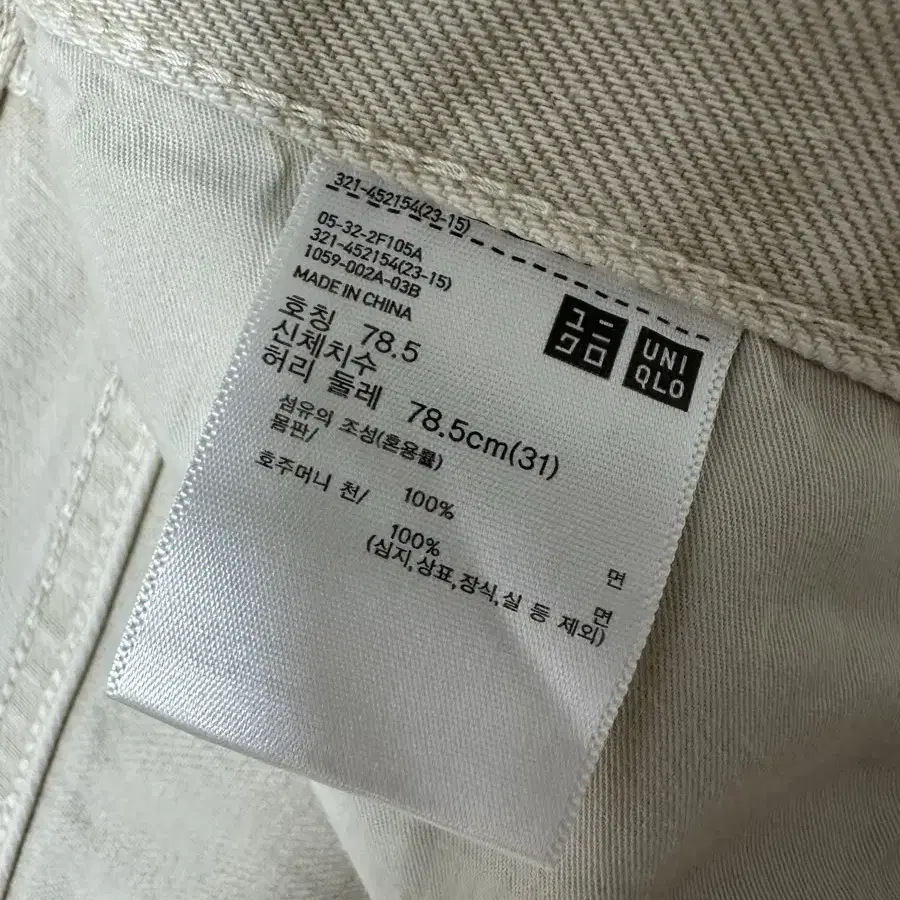 321-452154(23-15)
05-32-2F105A
321-452154(23-15)
1059-002A-03B
MADE IN CHINA
호칭 78.5
신체치수
허리 둘레 78.5cm(31)
섬유의 조성(혼용률)
몸판/
100% 면
호주머니 천/
100% 면
(심지,상표,장식,실 등 제외)
ユニ
クロ
UNI
QLO